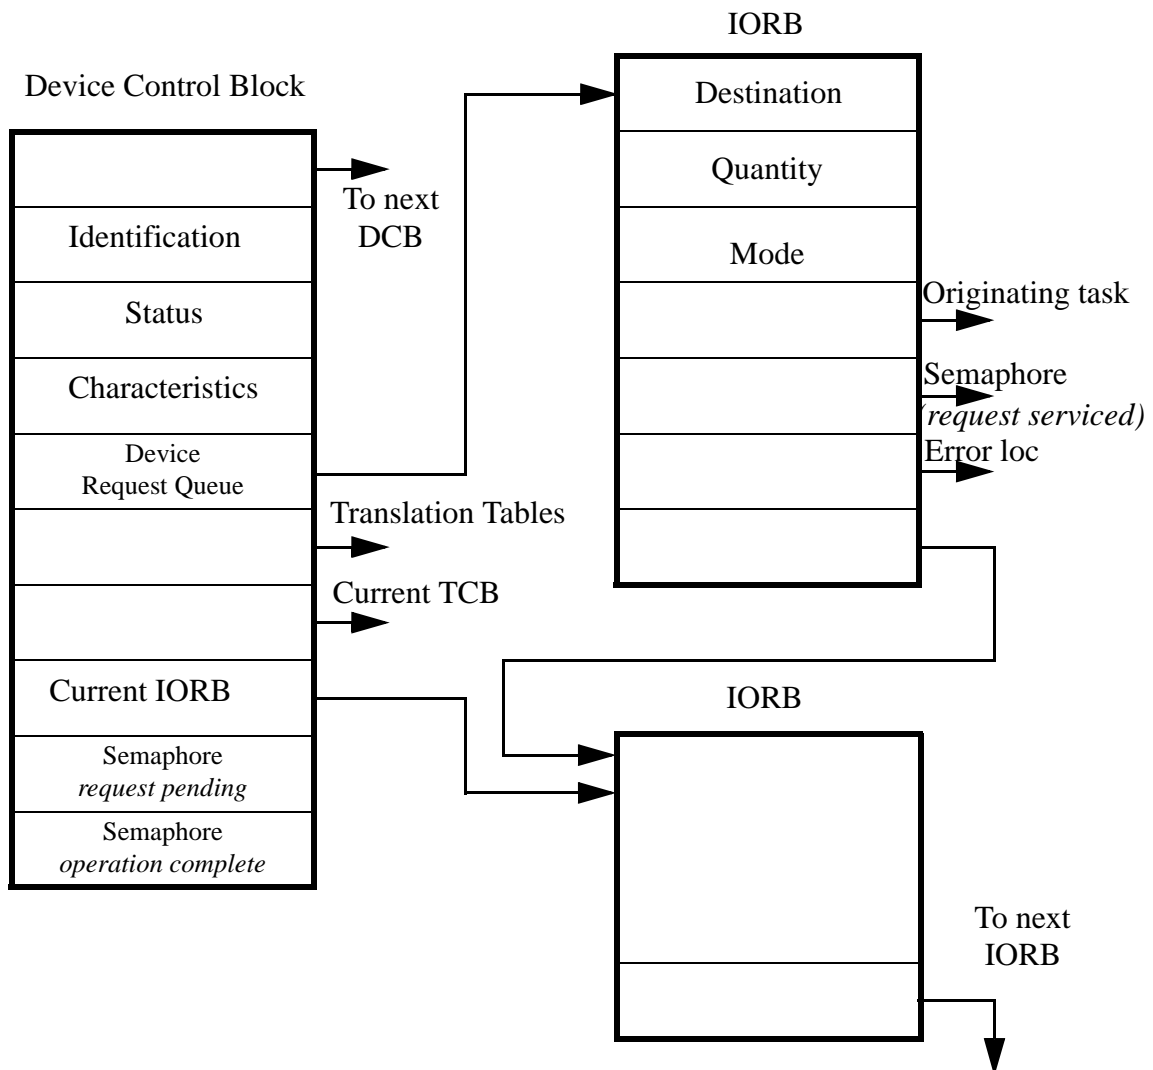 IORB
Device Control Block
To next
DCB
Identification
Status
Characteristics
Device
Request Queue
Translation Tables
Current TCB
Current IORB
Semaphore
request pending
Semaphore
operation complete
Destination
Quantity
Mode
Originating task
Semaphore
(request serviced)
Error loc
IORB
To next
IORB